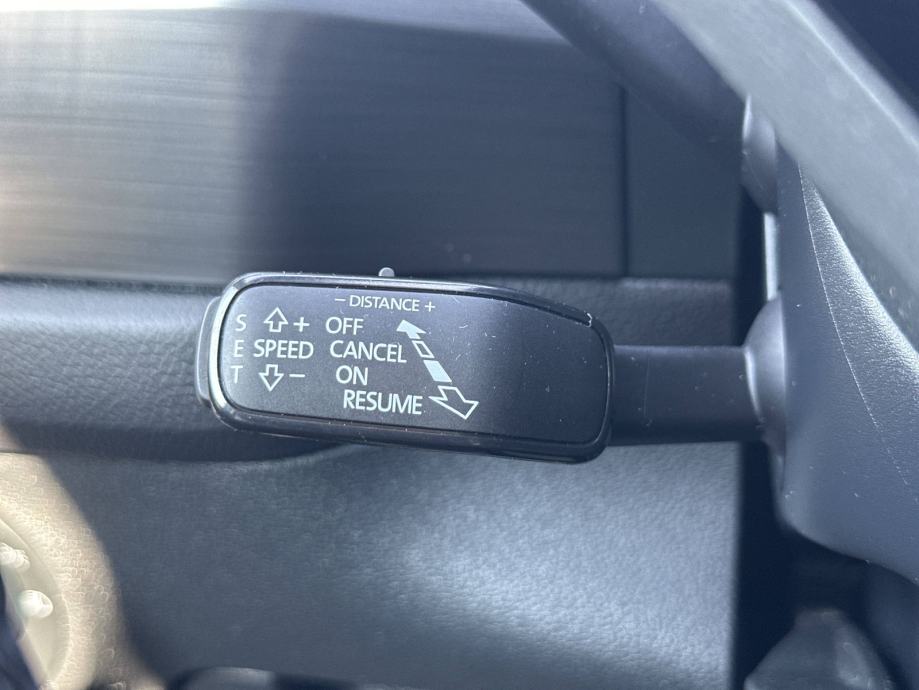 − DISTANCE +
S + OFF
E SPEED CANCEL
T − ON
RESUME